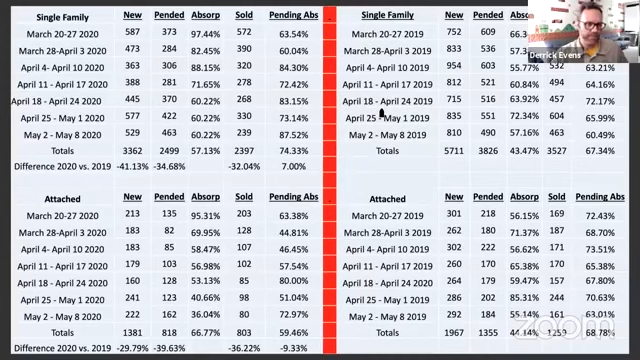 Single Family New Pended Absorp Sold Pending Abs
March 20-27 2020 587 373 97.44% 572 63.54%
March 28-April 3 2020 473 284 82.45% 390 60.04%
April 4- April 10 2020 363 306 88.15% 320 84.30%
April 11 - April 17 2020 388 281 71.65% 278 72.42%
April 18 - April 24 2020 445 370 60.22% 268 83.15%
April 25 - May 1 2020 577 422 60.22% 330 73.14%
May 2 - May 8 2020 529 463 60.22% 239 87.52%
Totals 3362 2499 57.13% 2397 74.33%
Difference 2020 vs. 2019 -41.13% -34.68% -32.04% 7.00%
Attached New Pended Absorp Sold Pending Abs
March 20-27 2020 213 135 95.31% 203 63.38%
March 28-April 3 2020 183 82 69.95% 128 44.81%
April 4- April 10 2020 183 85 58.47% 107 46.45%
April 11 - April 17 2020 179 103 56.98% 102 57.54%
April 18 - April 24 2020 160 128 53.13% 85 80.00%
April 25 - May 1 2020 241 123 40.66% 98 51.04%
May 2 - May 8 2020 222 162 36.04% 80 72.97%
Totals 1381 818 66.77% 803 59.46%
Difference 2020 vs. 2019 -29.79% -39.63% -36.22% -9.33%
Single Family New Pended
March 20-27 2019 752 609
March 28-April 3 2019 833 536
April 4- April 10 2019 954 603 55.77% 532 63.21%
April 11 - April 17 2019 812 521 60.84% 494 64.16%
April 18 - April 24 2019 715 516 63.92% 457 72.17%
April 25 - May 1 2019 835 551 72.34% 604 65.99%
May 2 - May 8 2019 810 490 57.16% 463 60.49%
Totals 5711 3826 43.47% 3527 67.34%
Attached New Pended Absorp Sold Pending Abs
March 20-27 2019 301 218 56.15% 169 72.43%
March 28-April 3 2019 262 180 71.37% 187 68.70%
April 4- April 10 2019 302 222 56.62% 171 73.51%
April 11 - April 17 2019 260 170 65.38% 170 65.38%
April 18 - April 24 2019 264 179 59.47% 157 67.80%
April 25 - May 1 2019 286 202 85.31% 244 70.63%
May 2 - May 8 2019 292 184 55.14% 161 63.01%
Totals 1967 1355 44.14% 1259 68.78%
Derrick Evens
zoom